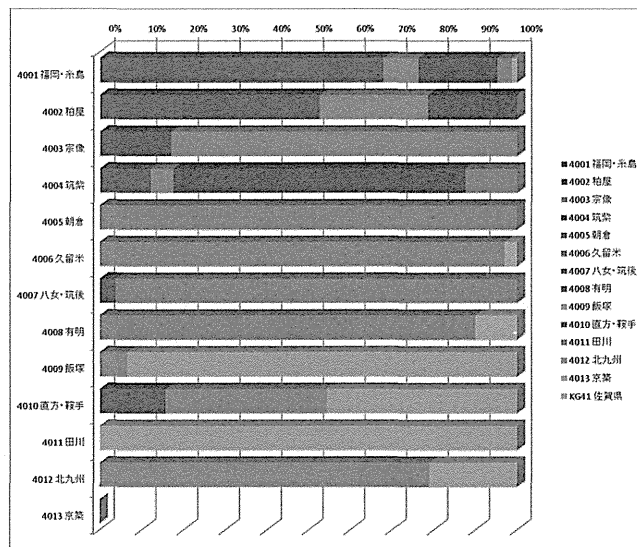 0% 10% 20% 30% 40% 50% 60% 70% 80% 90% 100%
4001 福岡・糸島
4002 柏屋
4003 宗像
4004 筑紫
4005 朝倉
4006 久留米
4007 八女・筑後
4008 有明
4009 飯塚
4010 直方・鞍手
4011 田川
4012 北九州
4013 京築
4001 福岡・糸島
4002 柏屋
4003 宗像
4004 筑紫
4005 朝倉
4006 久留米
4007 八女・筑後
4008 有明
4009 飯塚
4010 直方・鞍手
4011 田川
4012 北九州
4013 京築
KG41 佐賀県